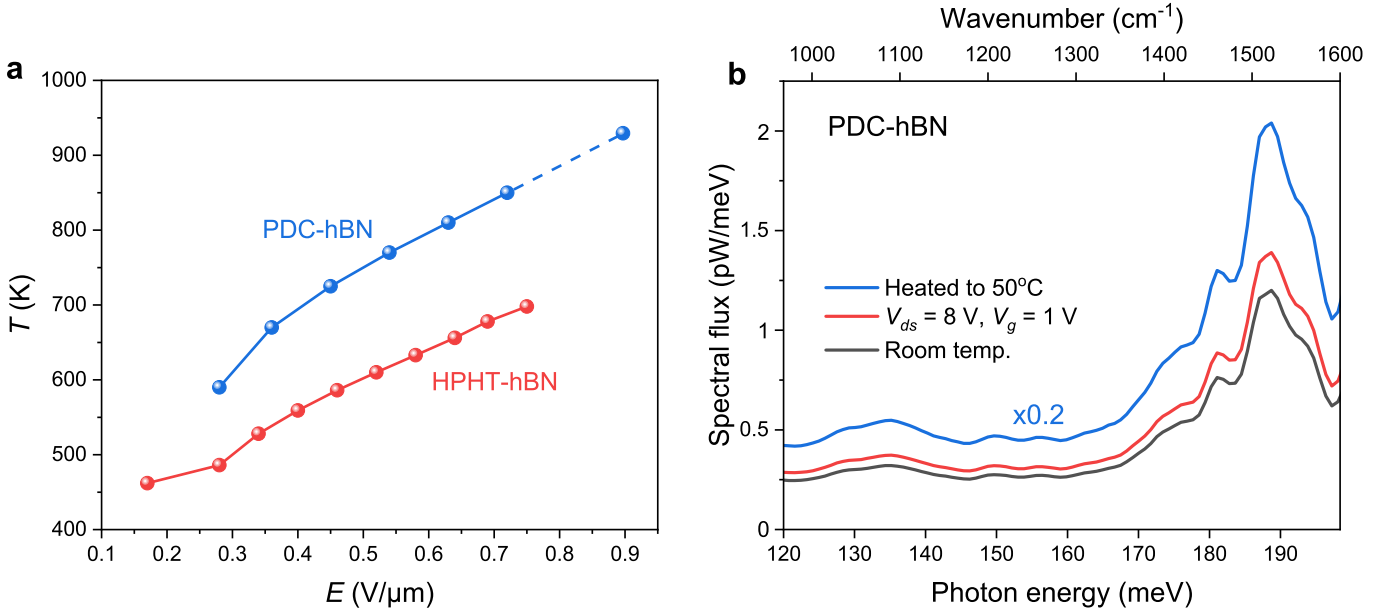 a
1000
900
800
700
600
500
400
T (K)
PDC-hBN
HPHT-hBN
0.1 0.2 0.3 0.4 0.5 0.6 0.7 0.8 0.9
E (V/μm)
b
Wavenumber (cm⁻¹)
1000 1100 1200 1300 1400 1500 1600
PDC-hBN
2
1.5
1
0.5
0
Spectral flux (pW/meV)
Heated to 50°C
Vds = 8 V, Vg = 1 V
Room temp.
x0.2
120 130 140 150 160 170 180 190
Photon energy (meV)